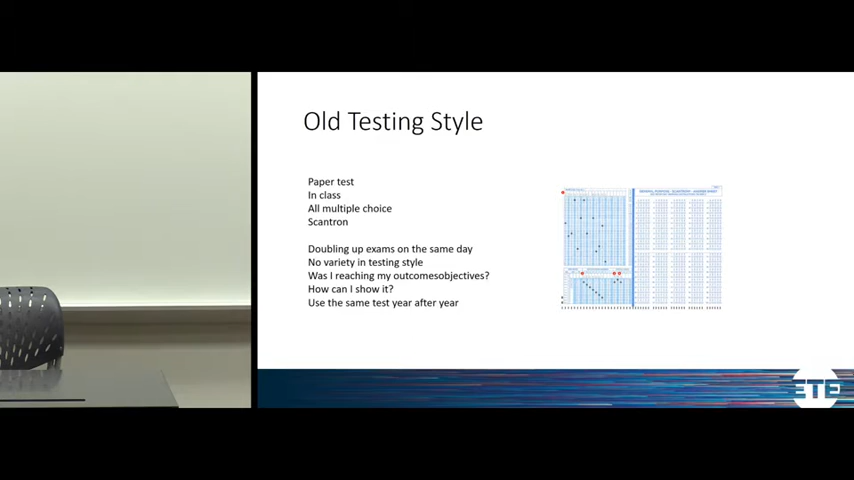 Old Testing Style
Paper test
In class
All multiple choice
Scantron
Doubling up exams on the same day
No variety in testing style
Was I reaching my outcomesobjectives?
How can I show it?
Use the same test year after year
ETE